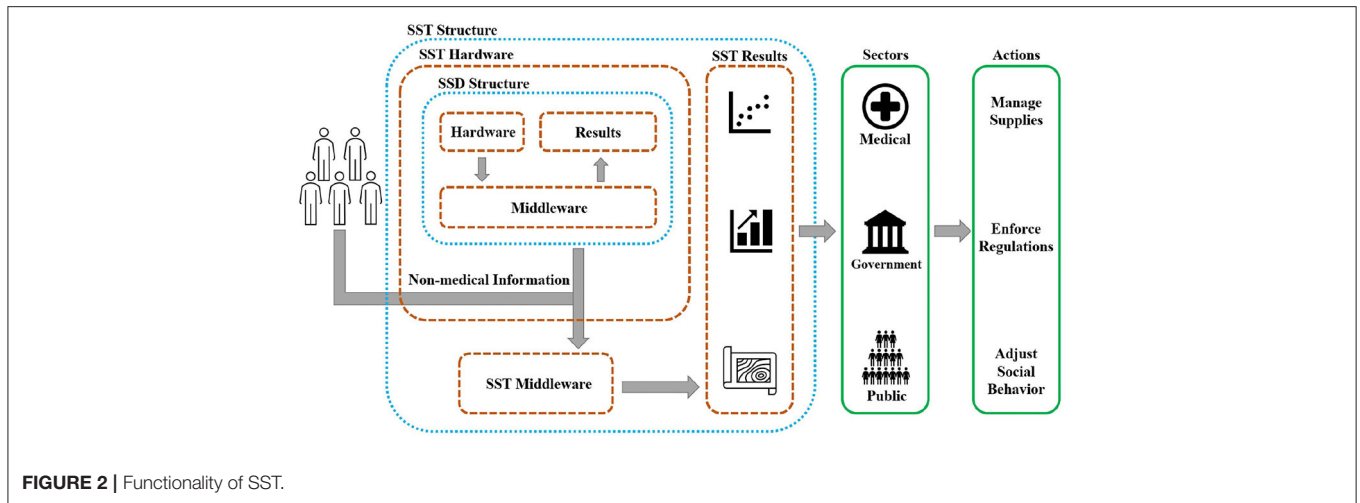 SST Structure
SST Hardware
SSD Structure
Hardware
Results
Middleware
Non-medical Information
SST Middleware
SST Results
Sectors
Medical
Government
Public
Actions
Manage
Supplies
Enforce
Regulations
Adjust
Social
Behavior
FIGURE 2 | Functionality of SST.